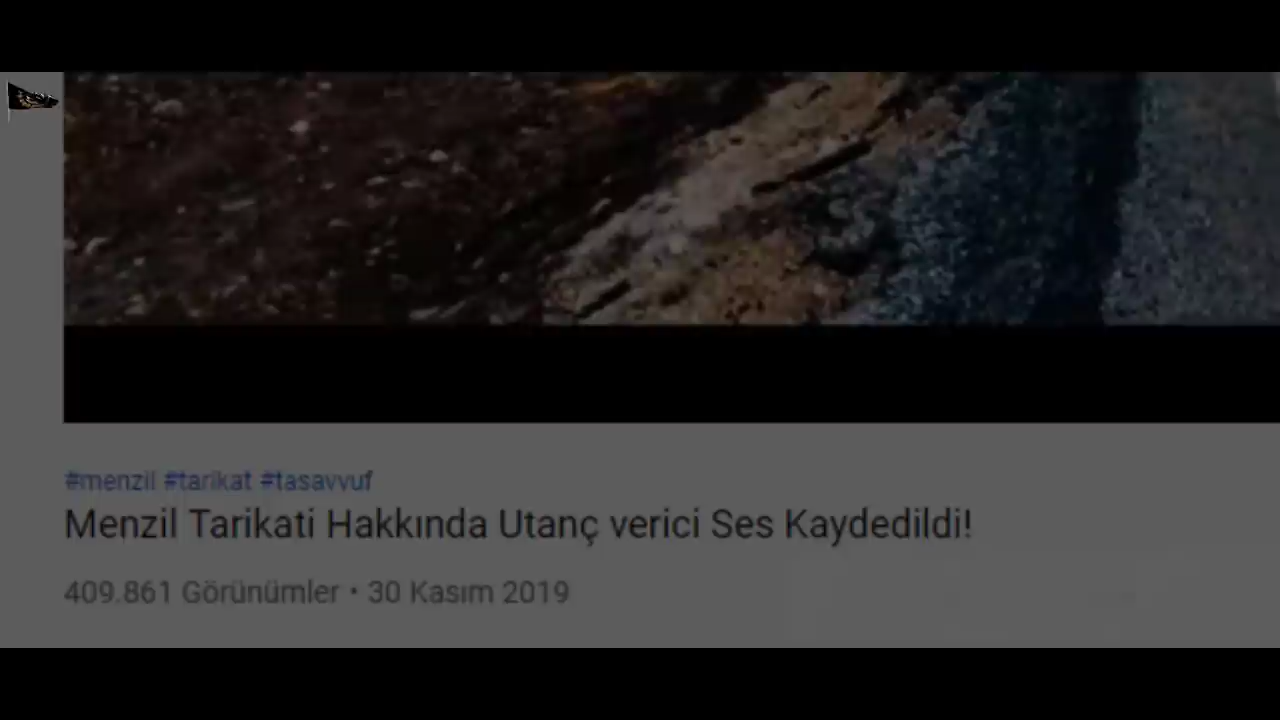 #menzil #tarikat #tasavvuf
Menzil Tarikati Hakkında Utanç verici Ses Kaydedildi!
409.861 Görünümler • 30 Kasım 2019